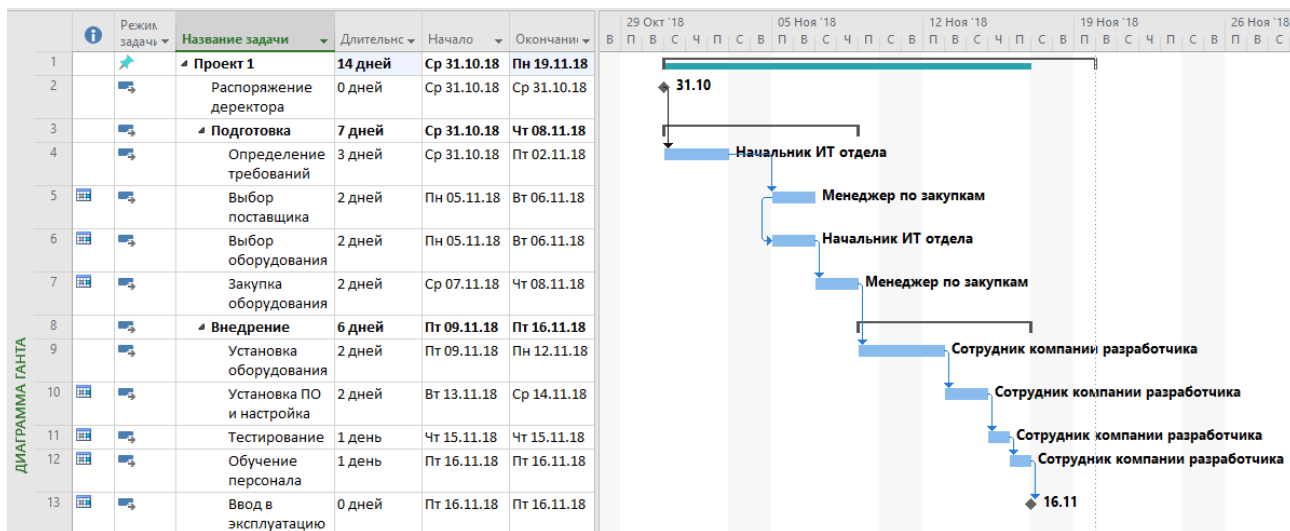 Режим задачи Название задачи Длительнс Начало Окончани
29 Окт '18 05 Ноя '18 12 Ноя '18 19 Ноя '18 26 Ноя '18
В П В С Ч П С В П В С Ч П С В П В С Ч П С В П В С Ч П С В П В С
1 Проект 1 14 дней Ср 31.10.18 Пн 19.11.18
2 Распоряжение деректора 0 дней Ср 31.10.18 Ср 31.10.18 31.10
3 Подготовка 7 дней Ср 31.10.18 Чт 08.11.18
4 Определение требований 3 дней Ср 31.10.18 Пт 02.11.18 Начальник ИТ отдела
5 Выбор поставщика 2 дней Пн 05.11.18 Вт 06.11.18 Менеджер по закупкам
6 Выбор оборудования 2 дней Пн 05.11.18 Вт 06.11.18 Начальник ИТ отдела
7 Закупка оборудования 2 дней Ср 07.11.18 Чт 08.11.18 Менеджер по закупкам
8 Внедрение 6 дней Пт 09.11.18 Пт 16.11.18
9 Установка оборудования 2 дней Пт 09.11.18 Пн 12.11.18 Сотрудник компании разработчика
10 Установка ПО и настройка 2 дней Вт 13.11.18 Ср 14.11.18 Сотрудник компании разработчика
11 Тестирование 1 день Чт 15.11.18 Чт 15.11.18 Сотрудник компании разработчика
12 Обучение персонала 1 день Пт 16.11.18 Пт 16.11.18 Сотрудник компании разработчика
13 Ввод в эксплуатацию 0 дней Пт 16.11.18 Пт 16.11.18 16.11
ДИАГРАММА ГАНТА